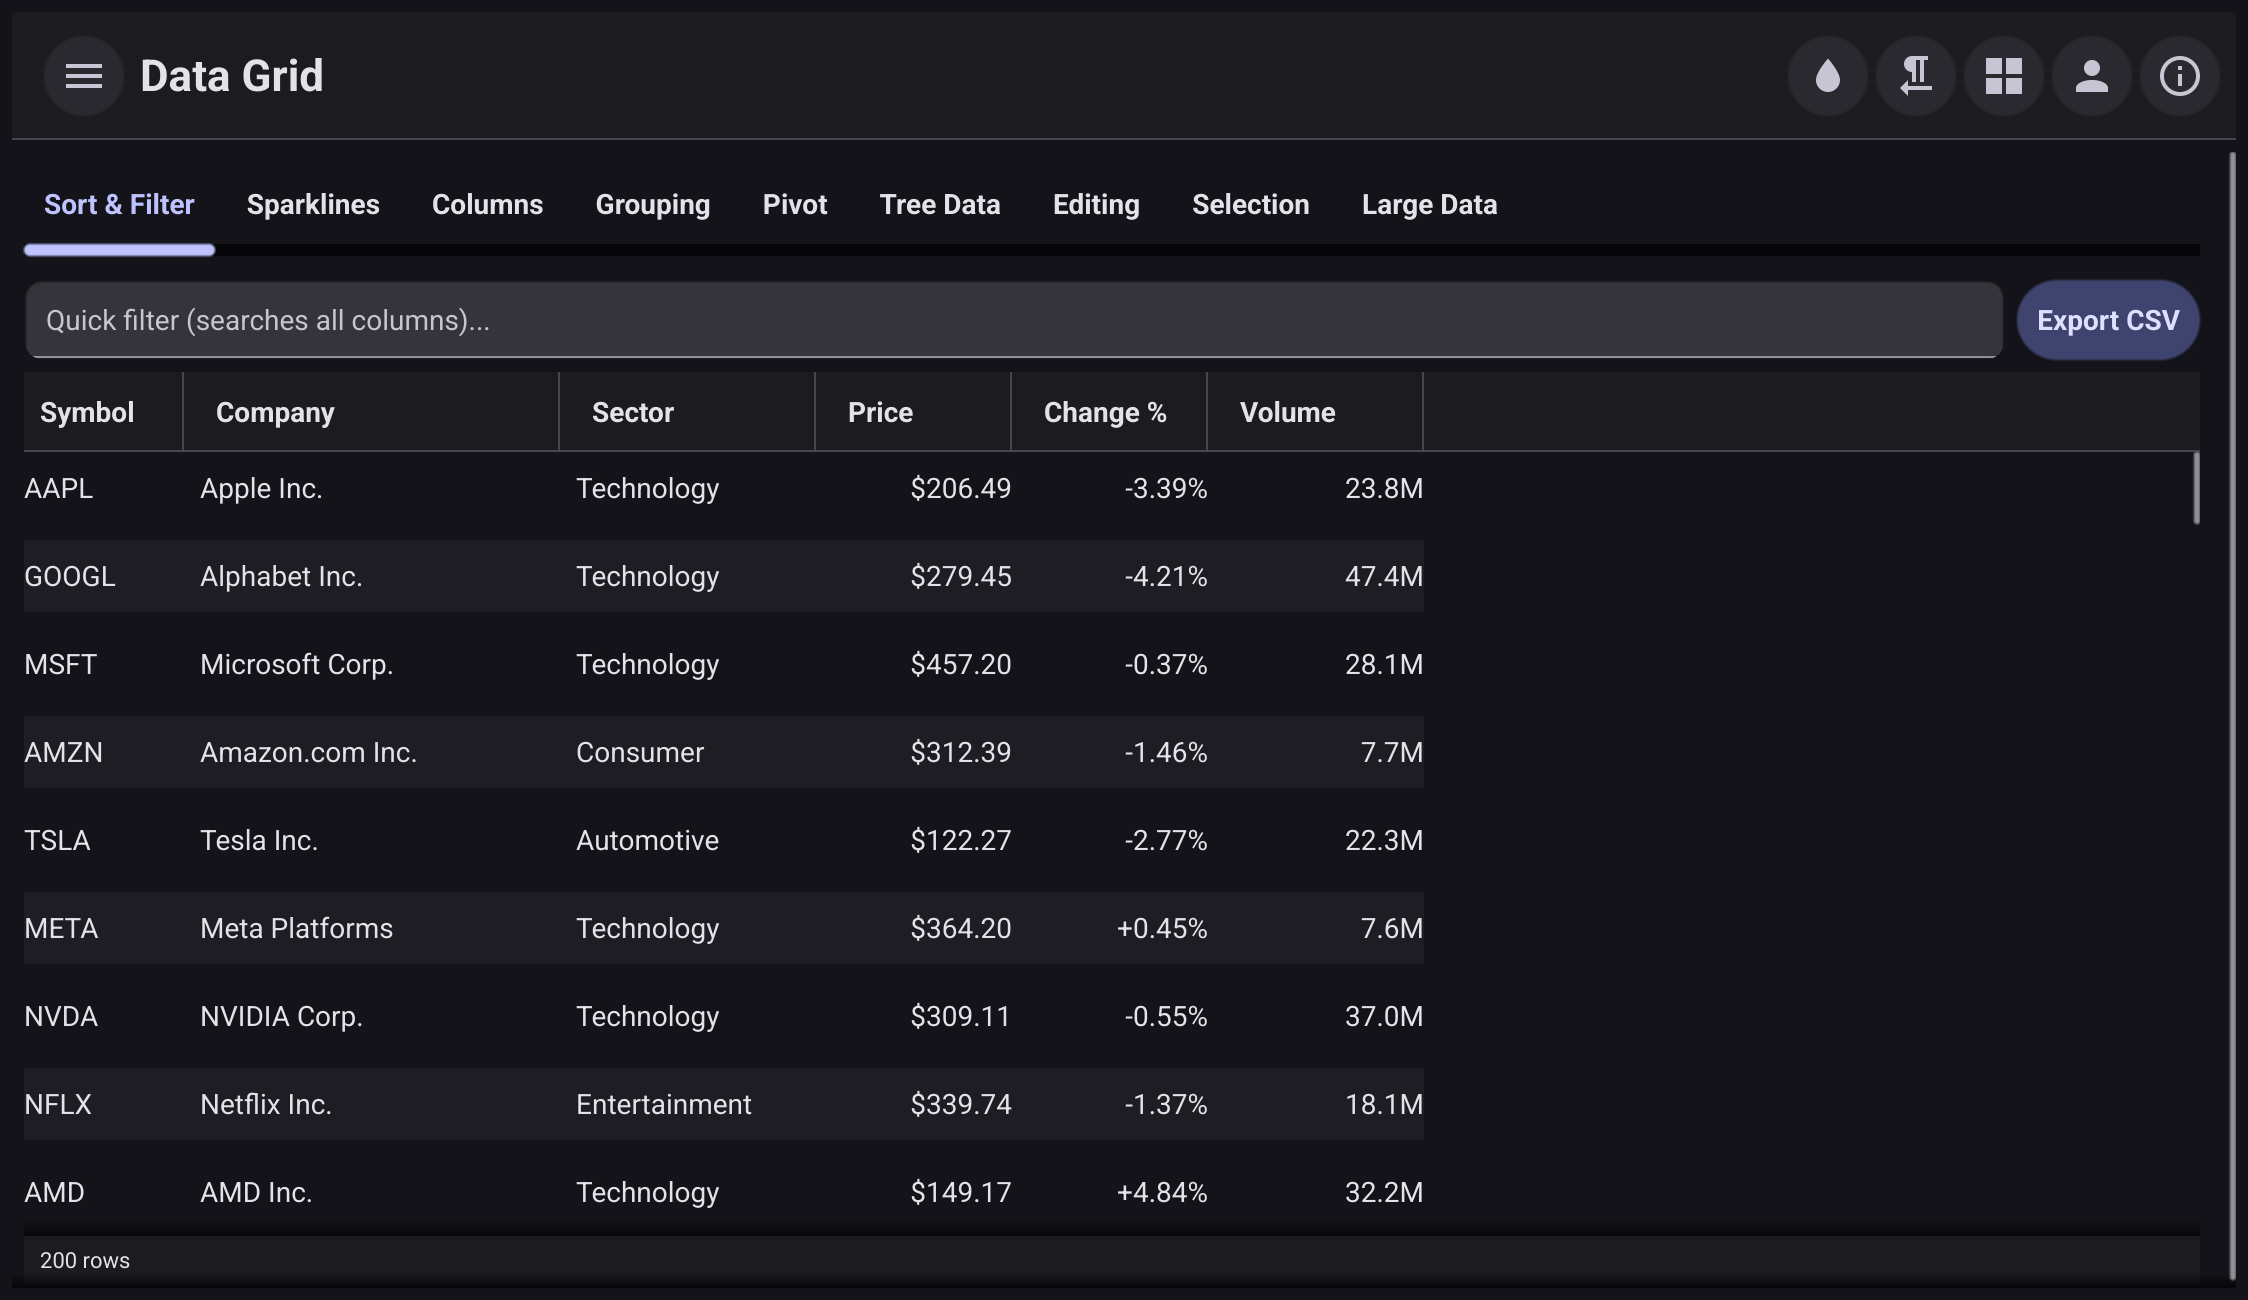 Data Grid
Sort & Filter Sparklines Columns Grouping Pivot Tree Data Editing Selection Large Data
Quick filter (searches all columns)... Export CSV
Symbol Company Sector Price Change % Volume
AAPL Apple Inc. Technology $206.49 -3.39% 23.8M
GOOGL Alphabet Inc. Technology $279.45 -4.21% 47.4M
MSFT Microsoft Corp. Technology $457.20 -0.37% 28.1M
AMZN Amazon.com Inc. Consumer $312.39 -1.46% 7.7M
TSLA Tesla Inc. Automotive $122.27 -2.77% 22.3M
META Meta Platforms Technology $364.20 +0.45% 7.6M
NVDA NVIDIA Corp. Technology $309.11 -0.55% 37.0M
NFLX Netflix Inc. Entertainment $339.74 -1.37% 18.1M
AMD AMD Inc. Technology $149.17 +4.84% 32.2M
200 rows